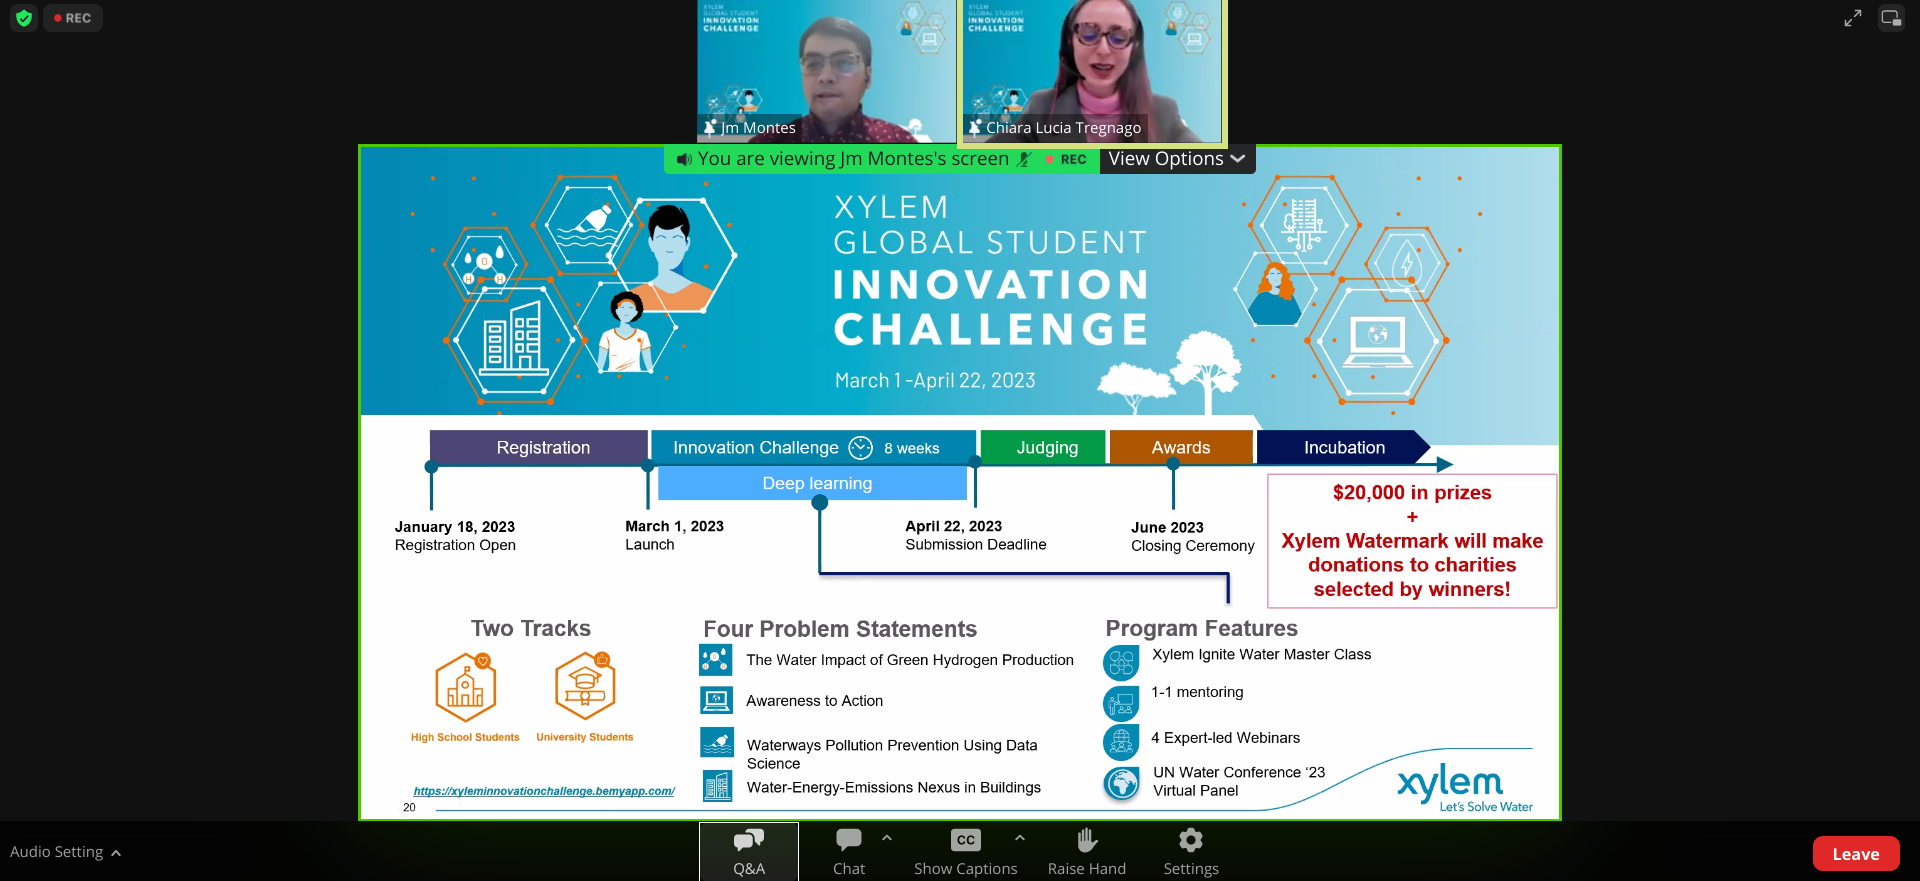 REC
XYLEM
GLOBAL STUDENT
INNOVATION
CHALLENGE
Jm Montes
XYLEM
GLOBAL STUDENT
INNOVATION
CHALLENGE
Chiara Lucia Tregnago
You are viewing Jm Montes's screen REC View Options
XYLEM
GLOBAL STUDENT
INNOVATION
CHALLENGE
March 1 -April 22, 2023
H O H
Registration
Innovation Challenge 8 weeks
Judging
Awards
Incubation
Deep learning
January 18, 2023
Registration Open
March 1, 2023
Launch
April 22, 2023
Submission Deadline
June 2023
Closing Ceremony
$20,000 in prizes
+
Xylem Watermark will make
donations to charities
selected by winners!
Two Tracks
High School Students
University Students
https://xyleminnovationchallenge.bemyapp.com/
20
Four Problem Statements
The Water Impact of Green Hydrogen Production
Awareness to Action
Waterways Pollution Prevention Using Data
Science
Water-Energy-Emissions Nexus in Buildings
Program Features
Xylem Ignite Water Master Class
1-1 mentoring
4 Expert-led Webinars
UN Water Conference ‘23
Virtual Panel
xylem
Let's Solve Water
Audio Setting
Q&A
Chat
CC
Show Captions
Raise Hand
Settings
Leave